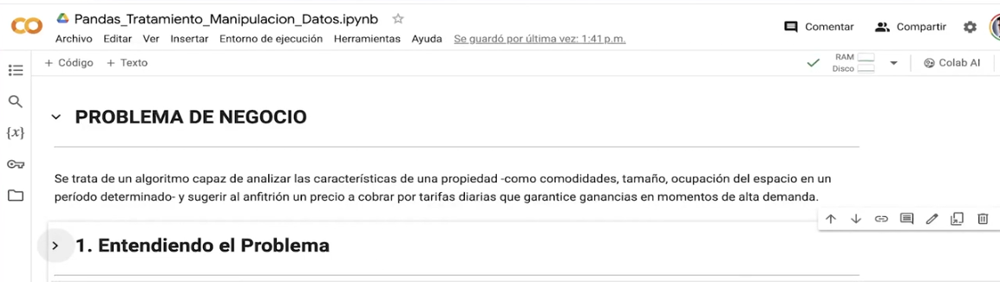 Pandas_Tratamiento_Manipulacion_Datos.ipynb
Archivo Editar Ver Insertar Entorno de ejecución Herramientas Ayuda Se guardó por última vez: 1:41 p.m.
Comentar Compartir
+ Código + Texto
RAM
Disco
Colab AI
{x}
PROBLEMA DE NEGOCIO
Se trata de un algoritmo capaz de analizar las características de una propiedad -como comodidades, tamaño, ocupación del espacio en un
período determinado- y sugerir al anfitrión un precio a cobrar por tarifas diarias que garantice ganancias en momentos de alta demanda.
1. Entendiendo el Problema